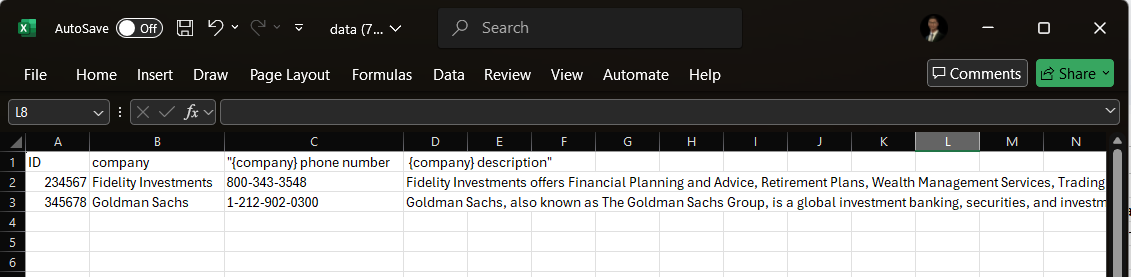 AutoSave Off data (7... Search
File Home Insert Draw Page Layout Formulas Data Review View Automate Help Comments Share
L8 fx
A B C D E F G H I J K L M N
1 ID company "{company} phone number {company} description"
2 234567 Fidelity Investments 800-343-3548 Fidelity Investments offers Financial Planning and Advice, Retirement Plans, Wealth Management Services, Trading
3 345678 Goldman Sachs 1-212-902-0300 Goldman Sachs, also known as The Goldman Sachs Group, is a global investment banking, securities, and investm
4
5
6